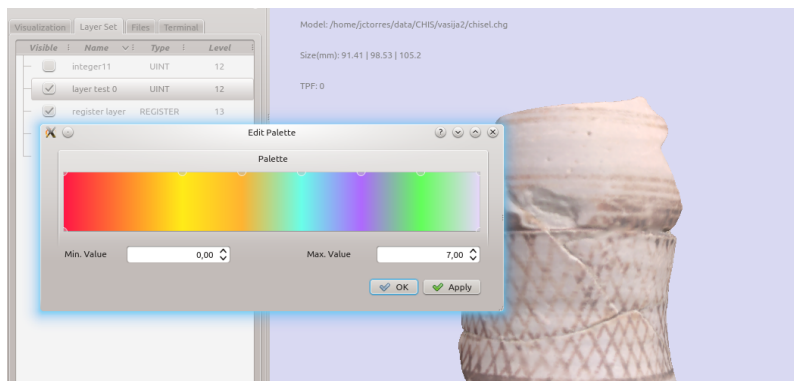 Visualization Layer Set Files Terminal
Visible Name Type Level
integer11 UINT 12
layer test 0 UINT 12
register layer REGISTER 13
Model: /home/jctorres/data/CHIS/vasija2/chisel.chg
Size(mm): 91.41 | 98.53 | 105.2
TPF: 0
Edit Palette
Palette
Min. Value 0,00 Max. Value 7,00
OK Apply